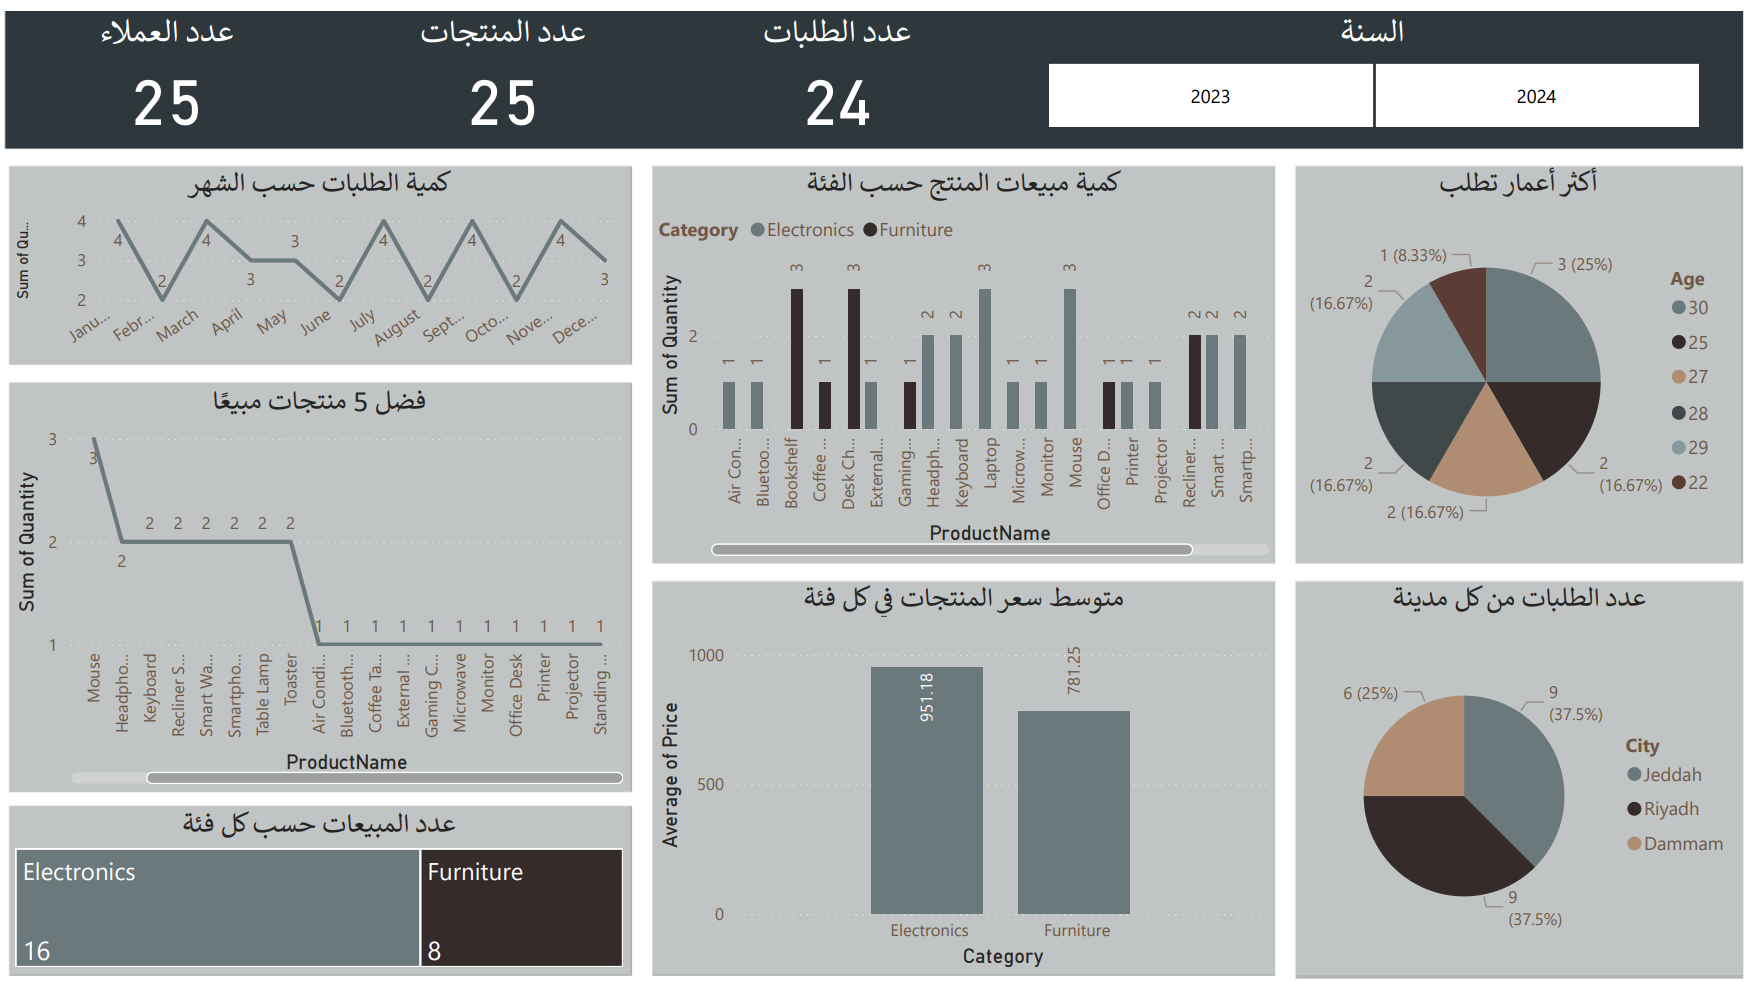 عدد العملاء
25
عدد المنتجات
25
عدد الطلبات
24
السنة
2023
2024
كمية الطلبات حسب الشهر
Sum of Qu...
4
3
2
4
2
4
3
3
2
4
2
4
2
4
3
Janu...
Febr...
March
April
May
June
July
August
Sept...
Octo...
Nove...
Dece...
كمية مبيعات المنتج حسب الفئة
Category
Electronics
Furniture
Sum of Quantity
2
0
1
1
3
1
3
1
1
2
2
3
1
1
3
1
1
1
2
2
2
Air Con...
Bluetoo...
Bookshelf
Coffee ...
Desk Ch...
External...
Gaming...
Headph...
Keyboard
Laptop
Microw...
Monitor
Mouse
Office D...
Printer
Projector
Recliner...
Smart ...
Smartp...
ProductName
أكثر أعمار تطلب
1 (8.33%)
3 (25%)
2
(16.67%)
2
(16.67%)
2
(16.67%)
2 (16.67%)
Age
30
25
27
28
29
22
فضل 5 منتجات مبيعًا
Sum of Quantity
3
2
1
3
2
2
2
2
2
2
2
1
1
1
1
1
1
1
1
1
1
1
Mouse
Headpho...
Keyboard
Recliner S...
Smart Wa...
Smartpho...
Table Lamp
Toaster
Air Condi...
Bluetooth...
Coffee Ta...
External ...
Gaming C...
Microwave
Monitor
Office Desk
Printer
Projector
Standing ...
ProductName
عدد المبيعات حسب كل فئة
Electronics
16
Furniture
8
متوسط سعر المنتجات في كل فئة
Average of Price
1000
500
0
951.18
781.25
Electronics
Furniture
Category
عدد الطلبات من كل مدينة
6 (25%)
9
(37.5%)
9
(37.5%)
City
Jeddah
Riyadh
Dammam